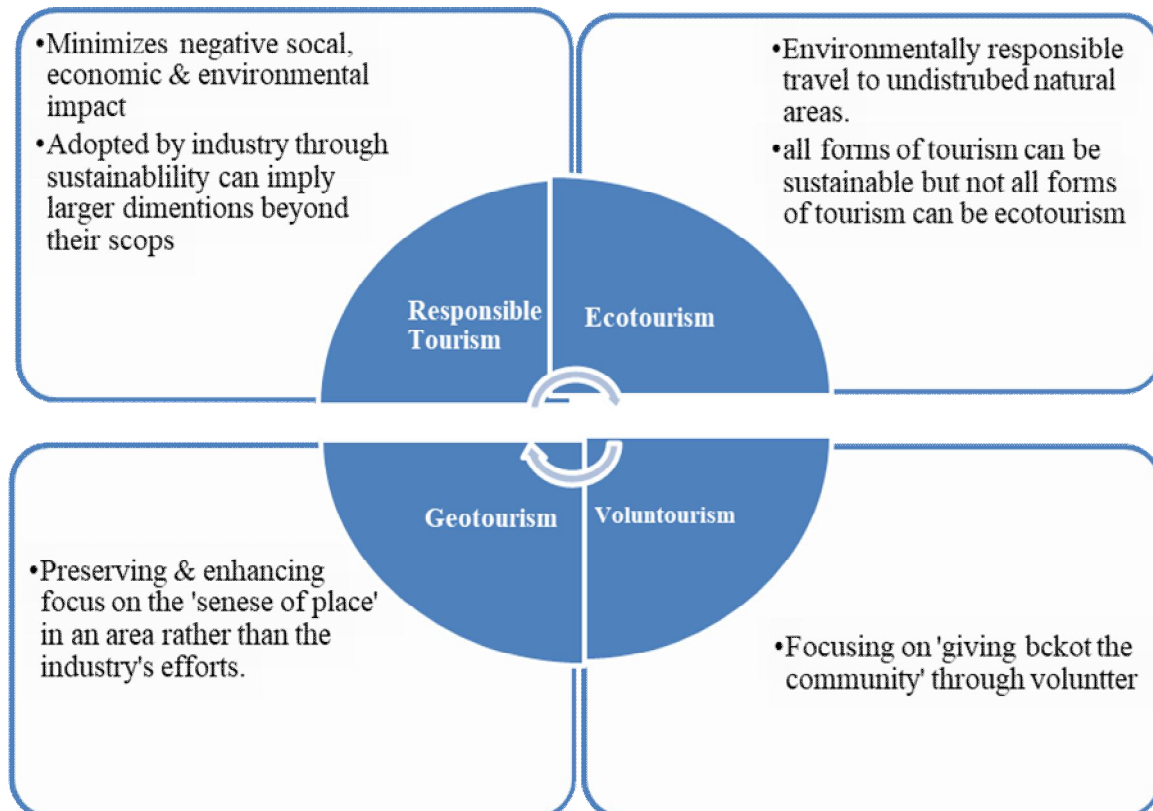 •Minimizes negative socal,
economic & environmental
impact
•Adopted by industry through
sustainablility can imply
larger dimentions beyond
their scops
•Environmentally responsible
travel to undistrubed natural
areas.
•all forms of tourism can be
sustainable but not all forms
of tourism can be ecotourism
Responsible
Tourism
Ecotourism
Geotourism
Voluntourism
•Preserving & enhancing
focus on the 'senese of place'
in an area rather than the
industry's efforts.
•Focusing on 'giving bckot the
community' through voluntter